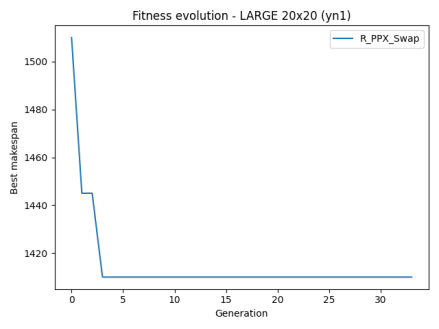 Fitness evolution - LARGE 20x20 (yn1)
R_PPX_Swap
Best makespan
1500
1480
1460
1440
1420
0 5 10 15 20 25 30
Generation